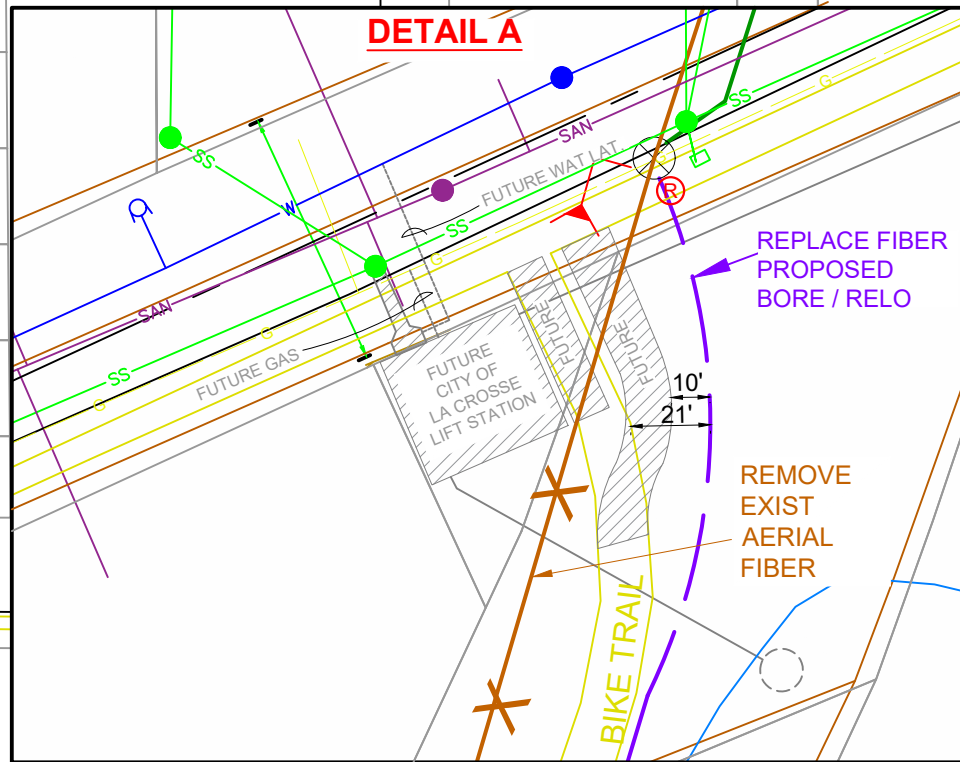 DETAIL A
SS
SAN
FUTURE WAT LAT.
SS
G
W
SS
G
G
R
SAN
G
FUTURE GAS
SS
G
REPLACE FIBER
PROPOSED
BORE / RELO
FUTURE
CITY OF
LA CROSSE
LIFT STATION
FUTURE
FUTURE
10'
21'
REMOVE
EXIST
AERIAL
FIBER
BIKE TRAIL